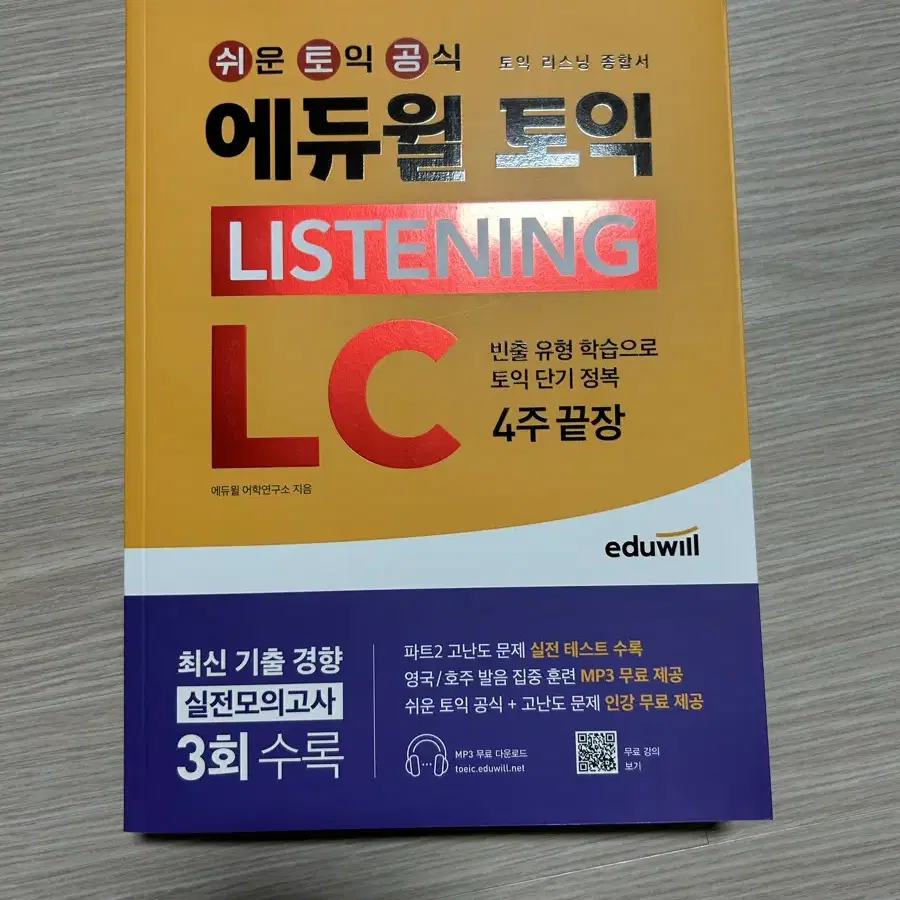 쉬운 토익 공식
토익 리스닝 종합서
에듀윌 토익
LISTENING
LC
빈출 유형 학습으로
토익 단기 정복
4주 끝장
에듀윌 어학연구소 지음
eduwill
최신 기출 경향
실전모의고사
3회 수록
파트2 고난도 문제 실전 테스트 수록
영국/호주 발음 집중 훈련 MP3 무료 제공
쉬운 토익 공식 + 고난도 문제 인강 무료 제공
MP3 무료 다운로드
toeic.eduwill.net
무료 강의
보기